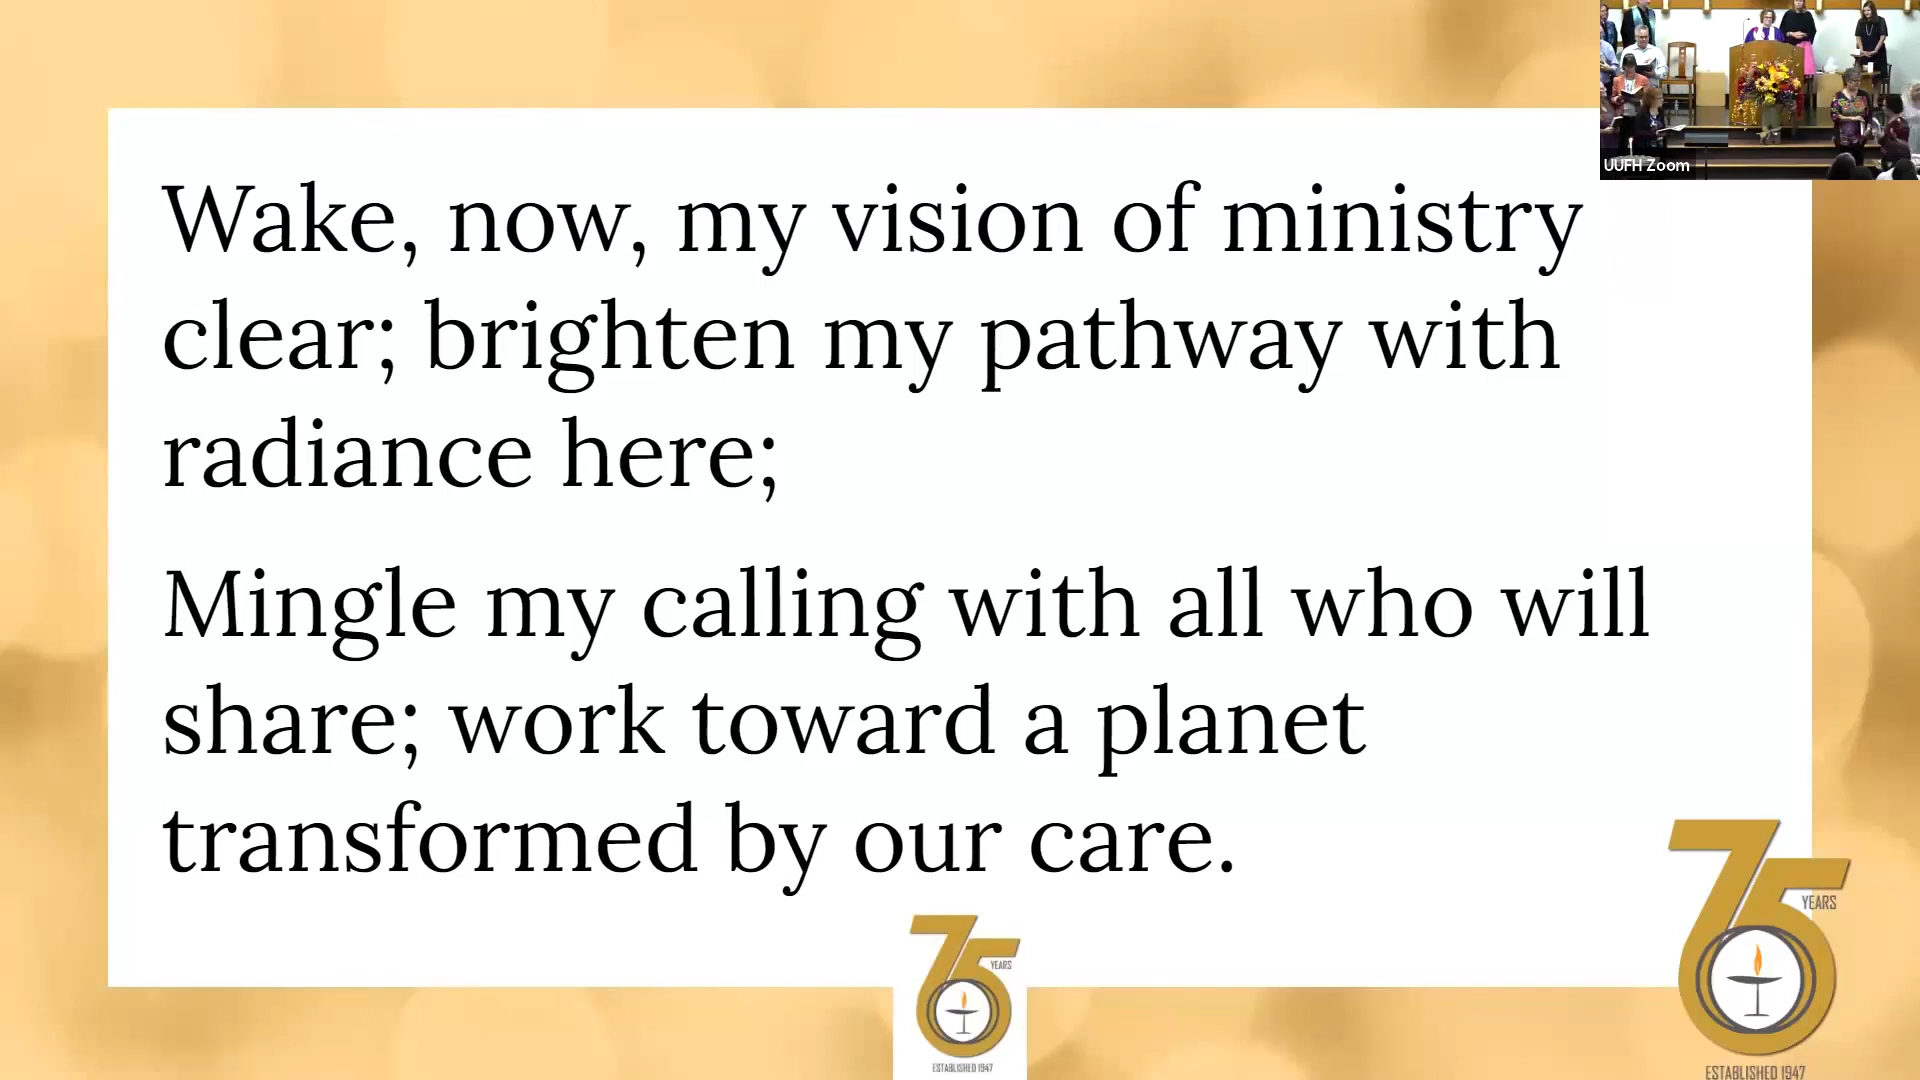 UUFH Zoom
Wake, now, my vision of ministry
clear; brighten my pathway with
radiance here;
Mingle my calling with all who will
share; work toward a planet
transformed by our care.
75
YEARS
ESTABLISHED 1947
75
YEARS
ESTABLISHED 1947